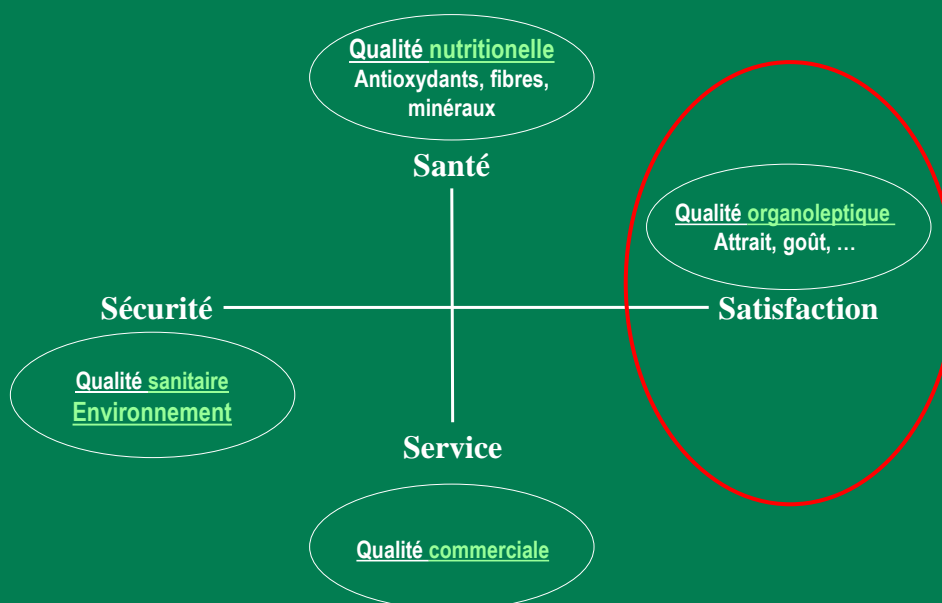 Qualité nutritionelle
Antioxydants, fibres,
minéraux
Santé
Qualité organoleptique
Attrait, goût, …
Sécurité
Satisfaction
Qualité sanitaire
Environnement
Service
Qualité commerciale